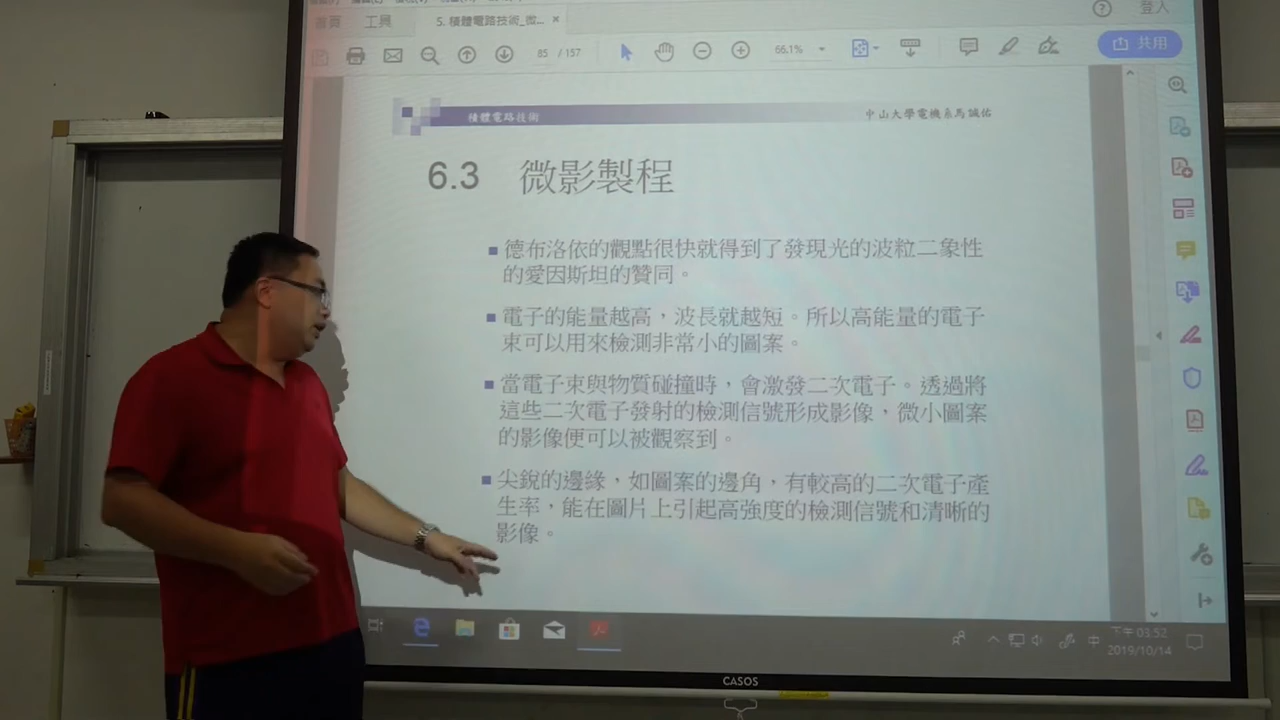 首頁 工具 5. 積體電路技術_微... × 登入
85 / 157 66.1% 共用
積體電路技術 中山大學電機系馬誠佑
6.3 微影製程
德布洛依的觀點很快就得到了發現光的波粒二象性
的愛因斯坦的贊同。
電子的能量越高，波長就越短。所以高能量的電子
束可以用來檢測非常小的圖案。
當電子束與物質碰撞時，會激發二次電子。透過將
這些二次電子發射的檢測信號形成影像，微小圖案
的影像便可以被觀察到。
尖銳的邊緣，如圖案的邊角，有較高的二次電子產
生率，能在圖片上引起高強度的檢測信號和清晰的
影像。
中 下午 03:52
2019/10/14
CASOS